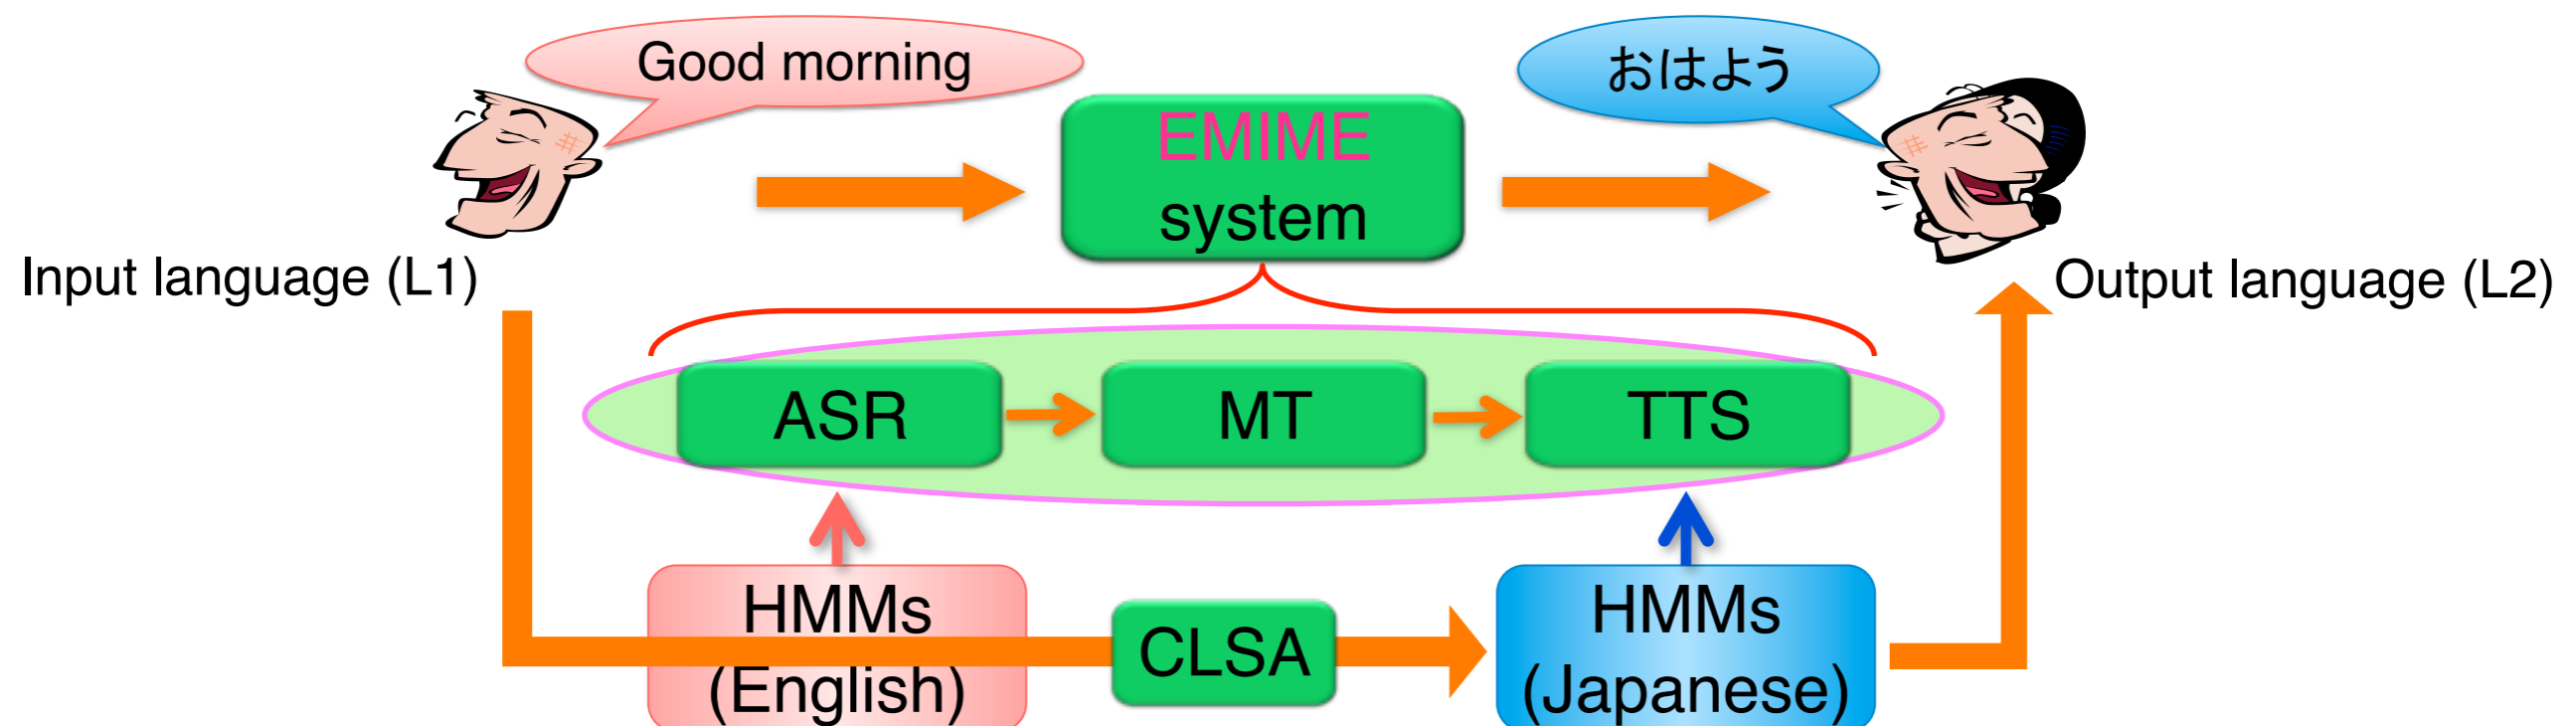 Good morning
おはよう
EMIME
system
Input language (L1)
Output language (L2)
ASR
MT
TTS
HMMs
(English)
CLSA
HMMs
(Japanese)